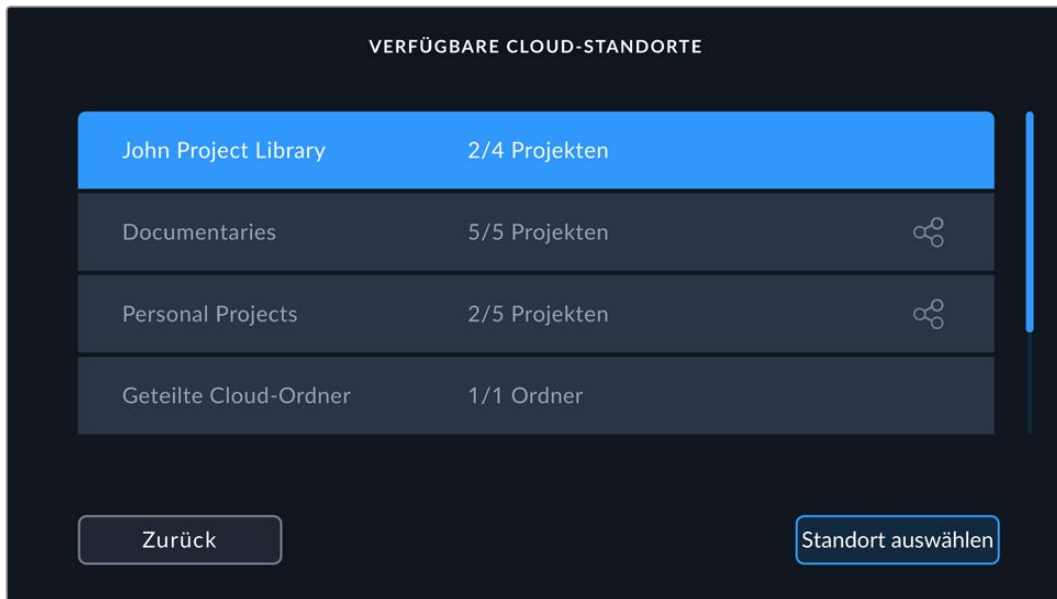 VERFÜGBARE CLOUD-STANDORTE
John Project Library 2/4 Projekten
Documentaries 5/5 Projekten
Personal Projects 2/5 Projekten
Geteilte Cloud-Ordner 1/1 Ordner
Zurück Standort auswählen